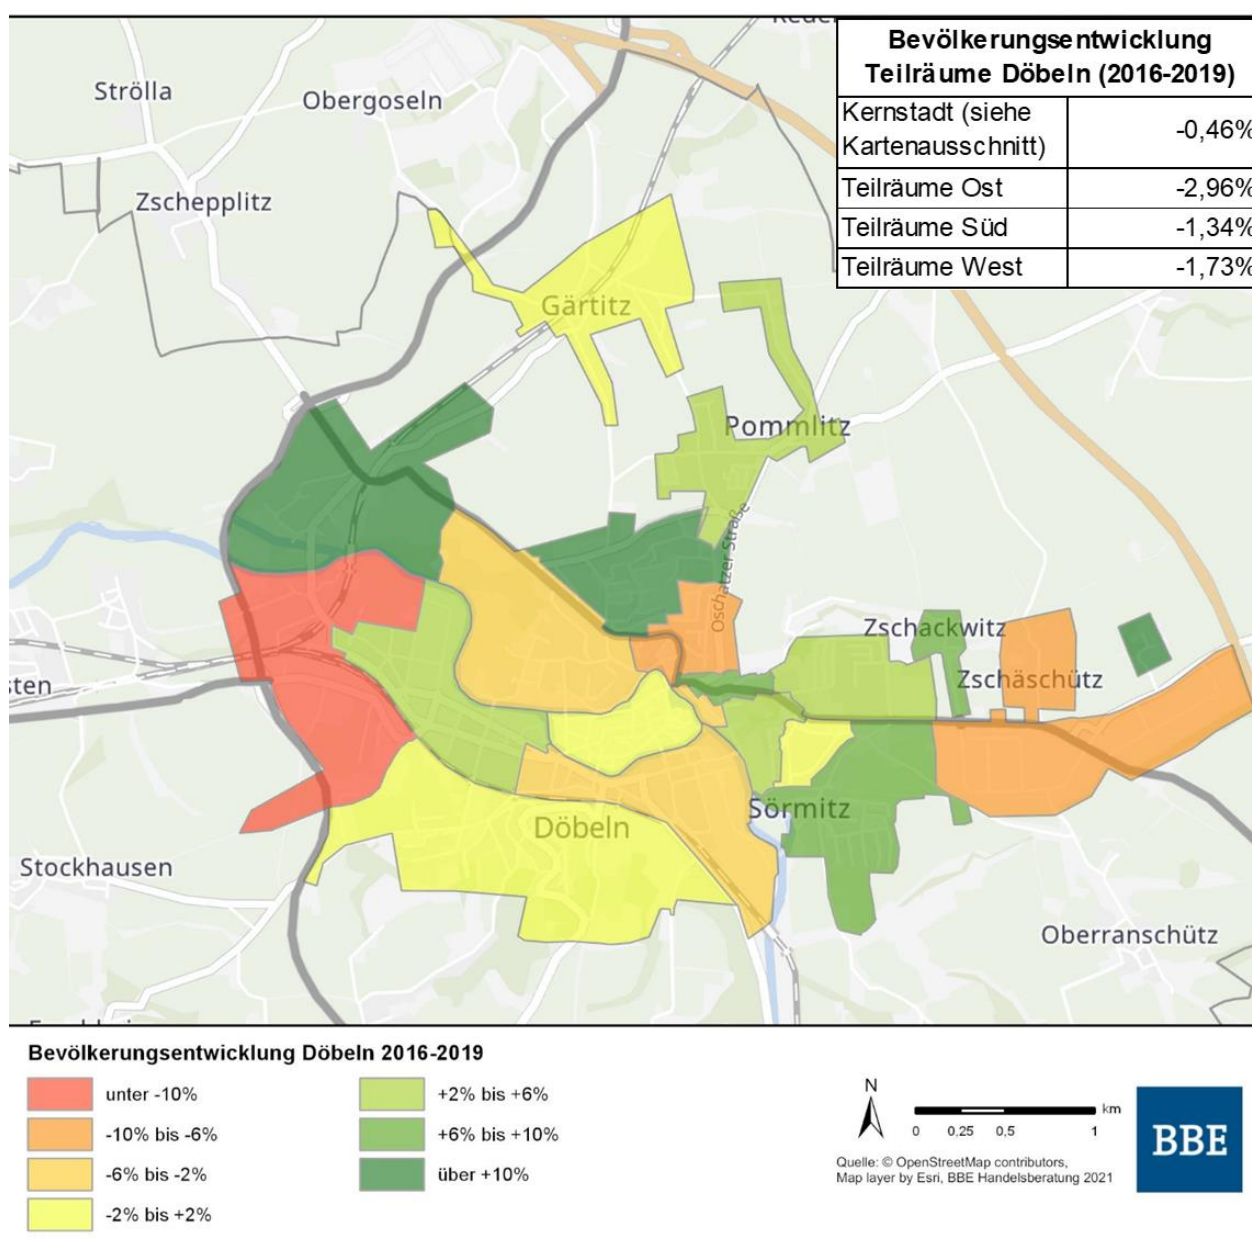 Bevölkerungsentwicklung
Teilräume Döbeln (2016-2019)
Kernstadt (siehe
Kartenausschnitt)
-0,46%
Teilräume Ost
-2,96%
Teilräume Süd
-1,34%
Teilräume West
-1,73%
Strölla
Obergoseln
Zschepplitz
Gärtitz
Pommlitz
Oschatzer Straße
Zschackwitz
Zschäschütz
sten
Sörmitz
Döbeln
Stockhausen
Oberranschütz
Bevölkerungsentwicklung Döbeln 2016-2019
unter -10%
-10% bis -6%
-6% bis -2%
-2% bis +2%
+2% bis +6%
+6% bis +10%
über +10%
N
km
0 0,25 0,5 1
Quelle: © OpenStreetMap contributors,
Map layer by Esri, BBE Handelsberatung 2021
BBE